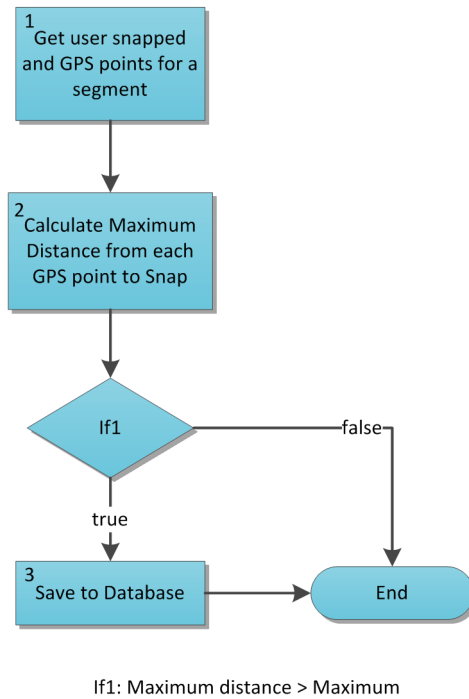 1
Get user snapped
and GPS points for a
segment
2
Calculate Maximum
Distance from each
GPS point to Snap
If1
false
true
3
Save to Database
End
If1: Maximum distance > Maximum